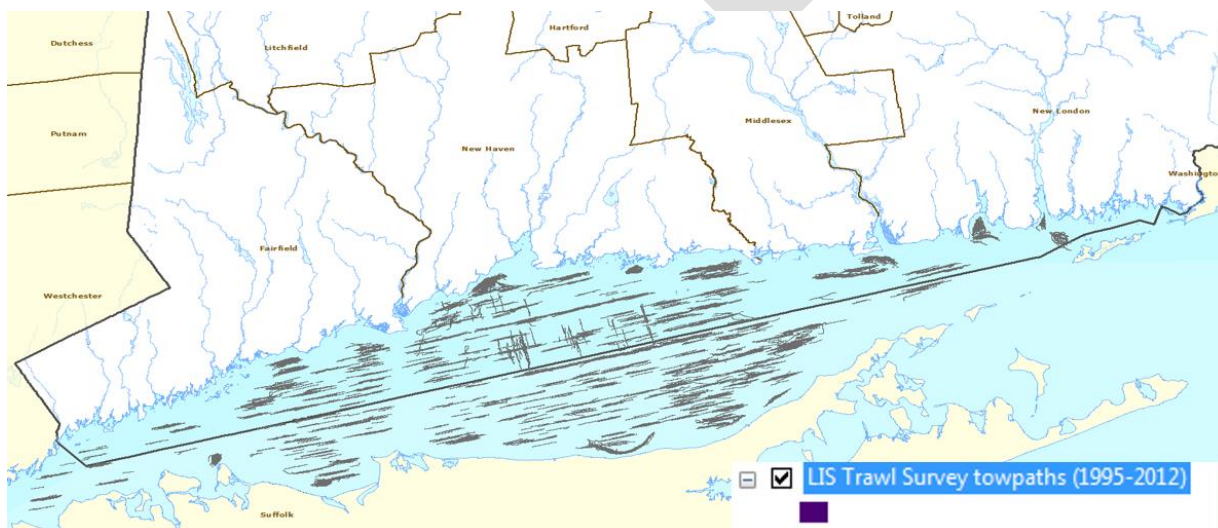 Tolland
Hartford
Dutchess
Litchfield
New London
Middlesex
Putnam
New Haven
Washington
Fairfield
Westchester
LIS Trawl Survey towpaths (1995-2012)
Suffolk